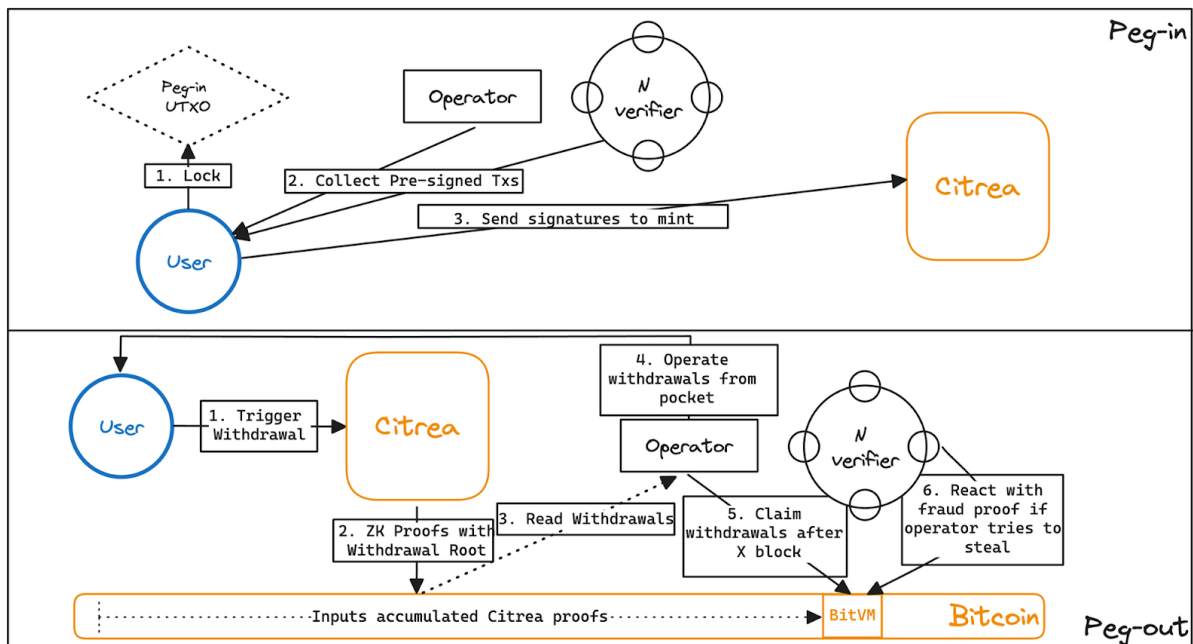 Peg-in
Peg-in
UTXO
Operator
N
verifier
1. Lock
2. Collect Pre-signed Txs
3. Send signatures to mint
Citrea
User
4. Operate
withdrawals from
pocket
1. Trigger
Withdrawal
User
Citrea
Operator
N
verifier
2. ZK Proofs with
Withdrawal Root
3. Read Withdrawals
5. Claim
withdrawals after
X block
6. React with
fraud proof if
operator tries to
steal
Inputs accumulated Citrea proofs
BitVM
Bitcoin
Peg-out